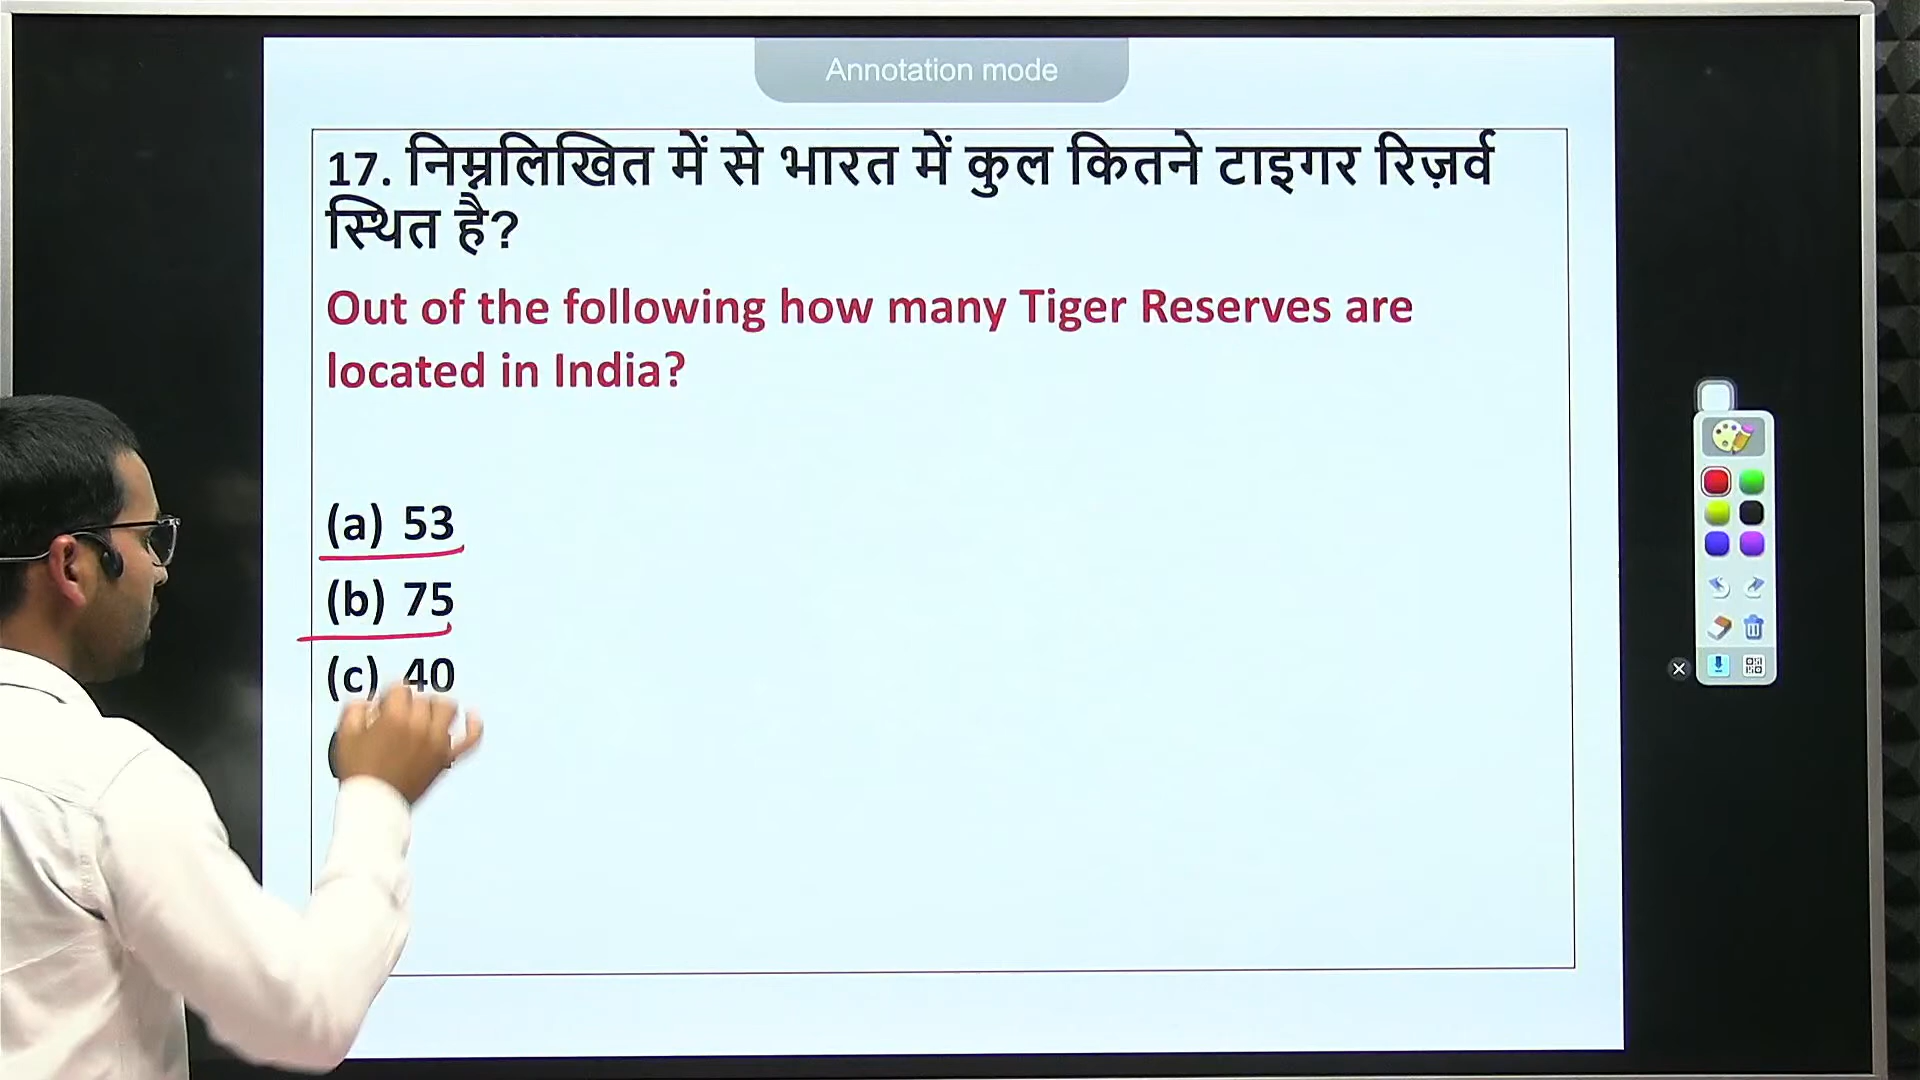 Annotation mode
17. निम्नलिखित में से भारत में कुल कितने टाइगर रिज़र्व
स्थित है?
Out of the following how many Tiger Reserves are
located in India?
(a) 53
(b) 75
(c) 40